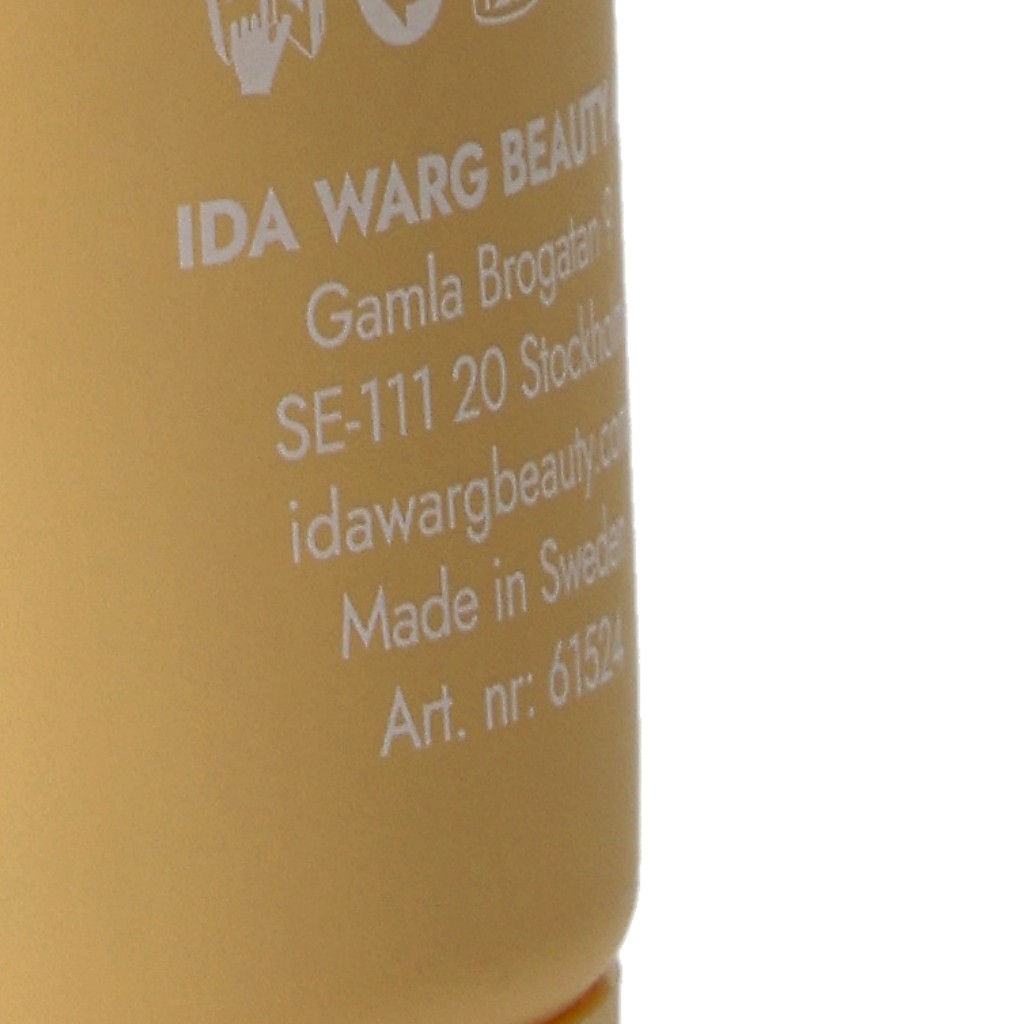 IDA WARG BEAUTY
Gamla Brogatan
SE-111 20 Stockholm
idawargbeauty.com
Made in Sweden
Art. nr: 61524